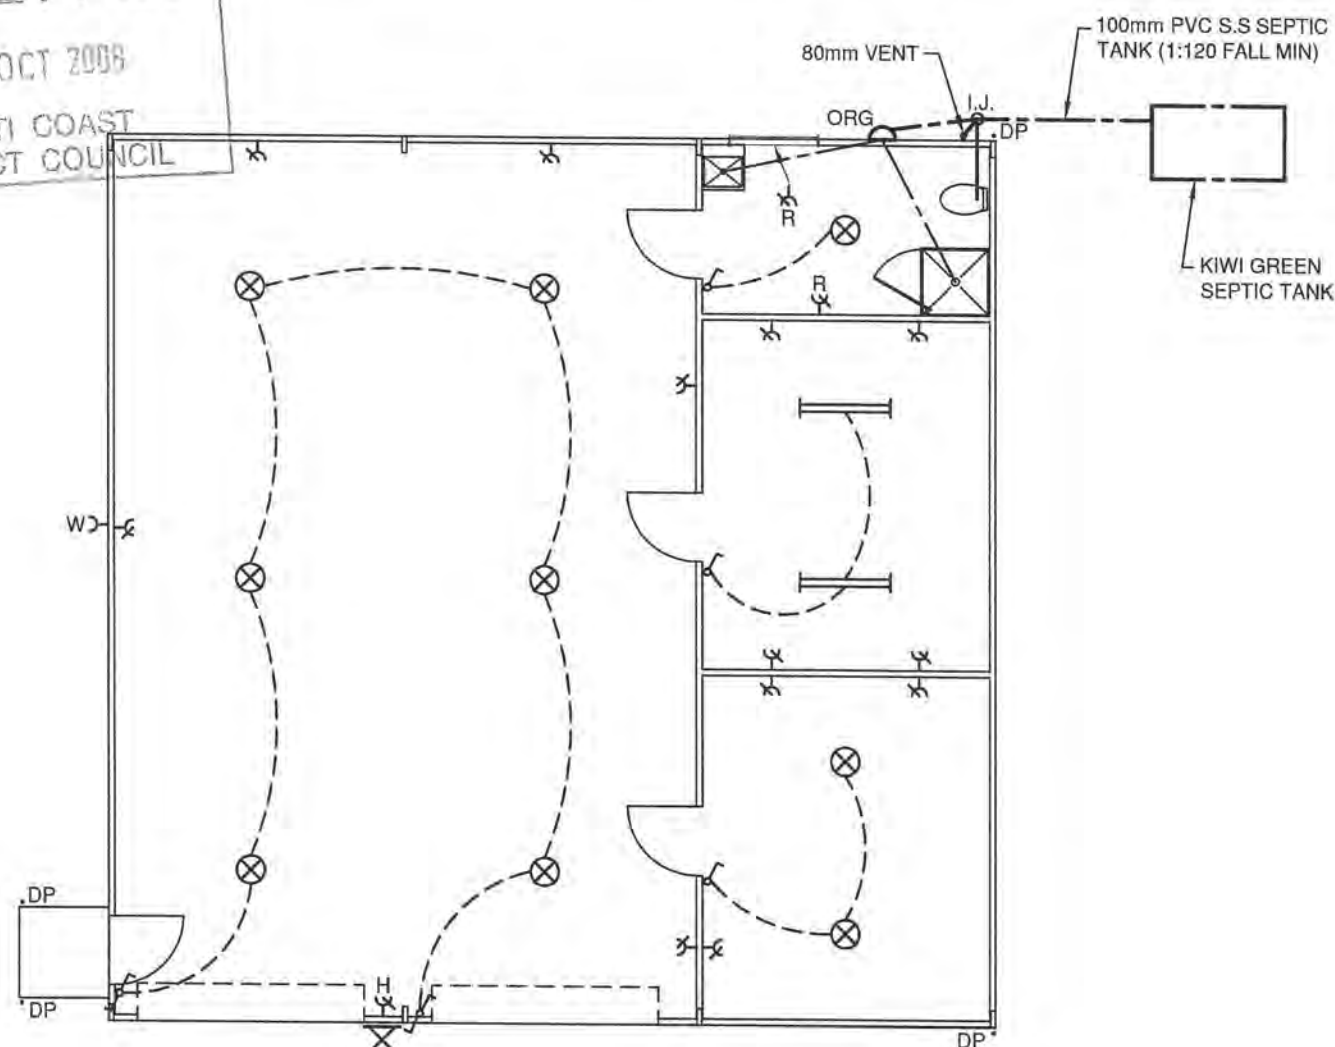 OCT 2008
COAST
COUNCIL
100mm PVC S.S SEPTIC
TANK (1:120 FALL MIN)
80mm VENT
I.J.
ORG
DP
R
KIWI GREEN
SEPTIC TANK
R
W
DP
H
DP
DP